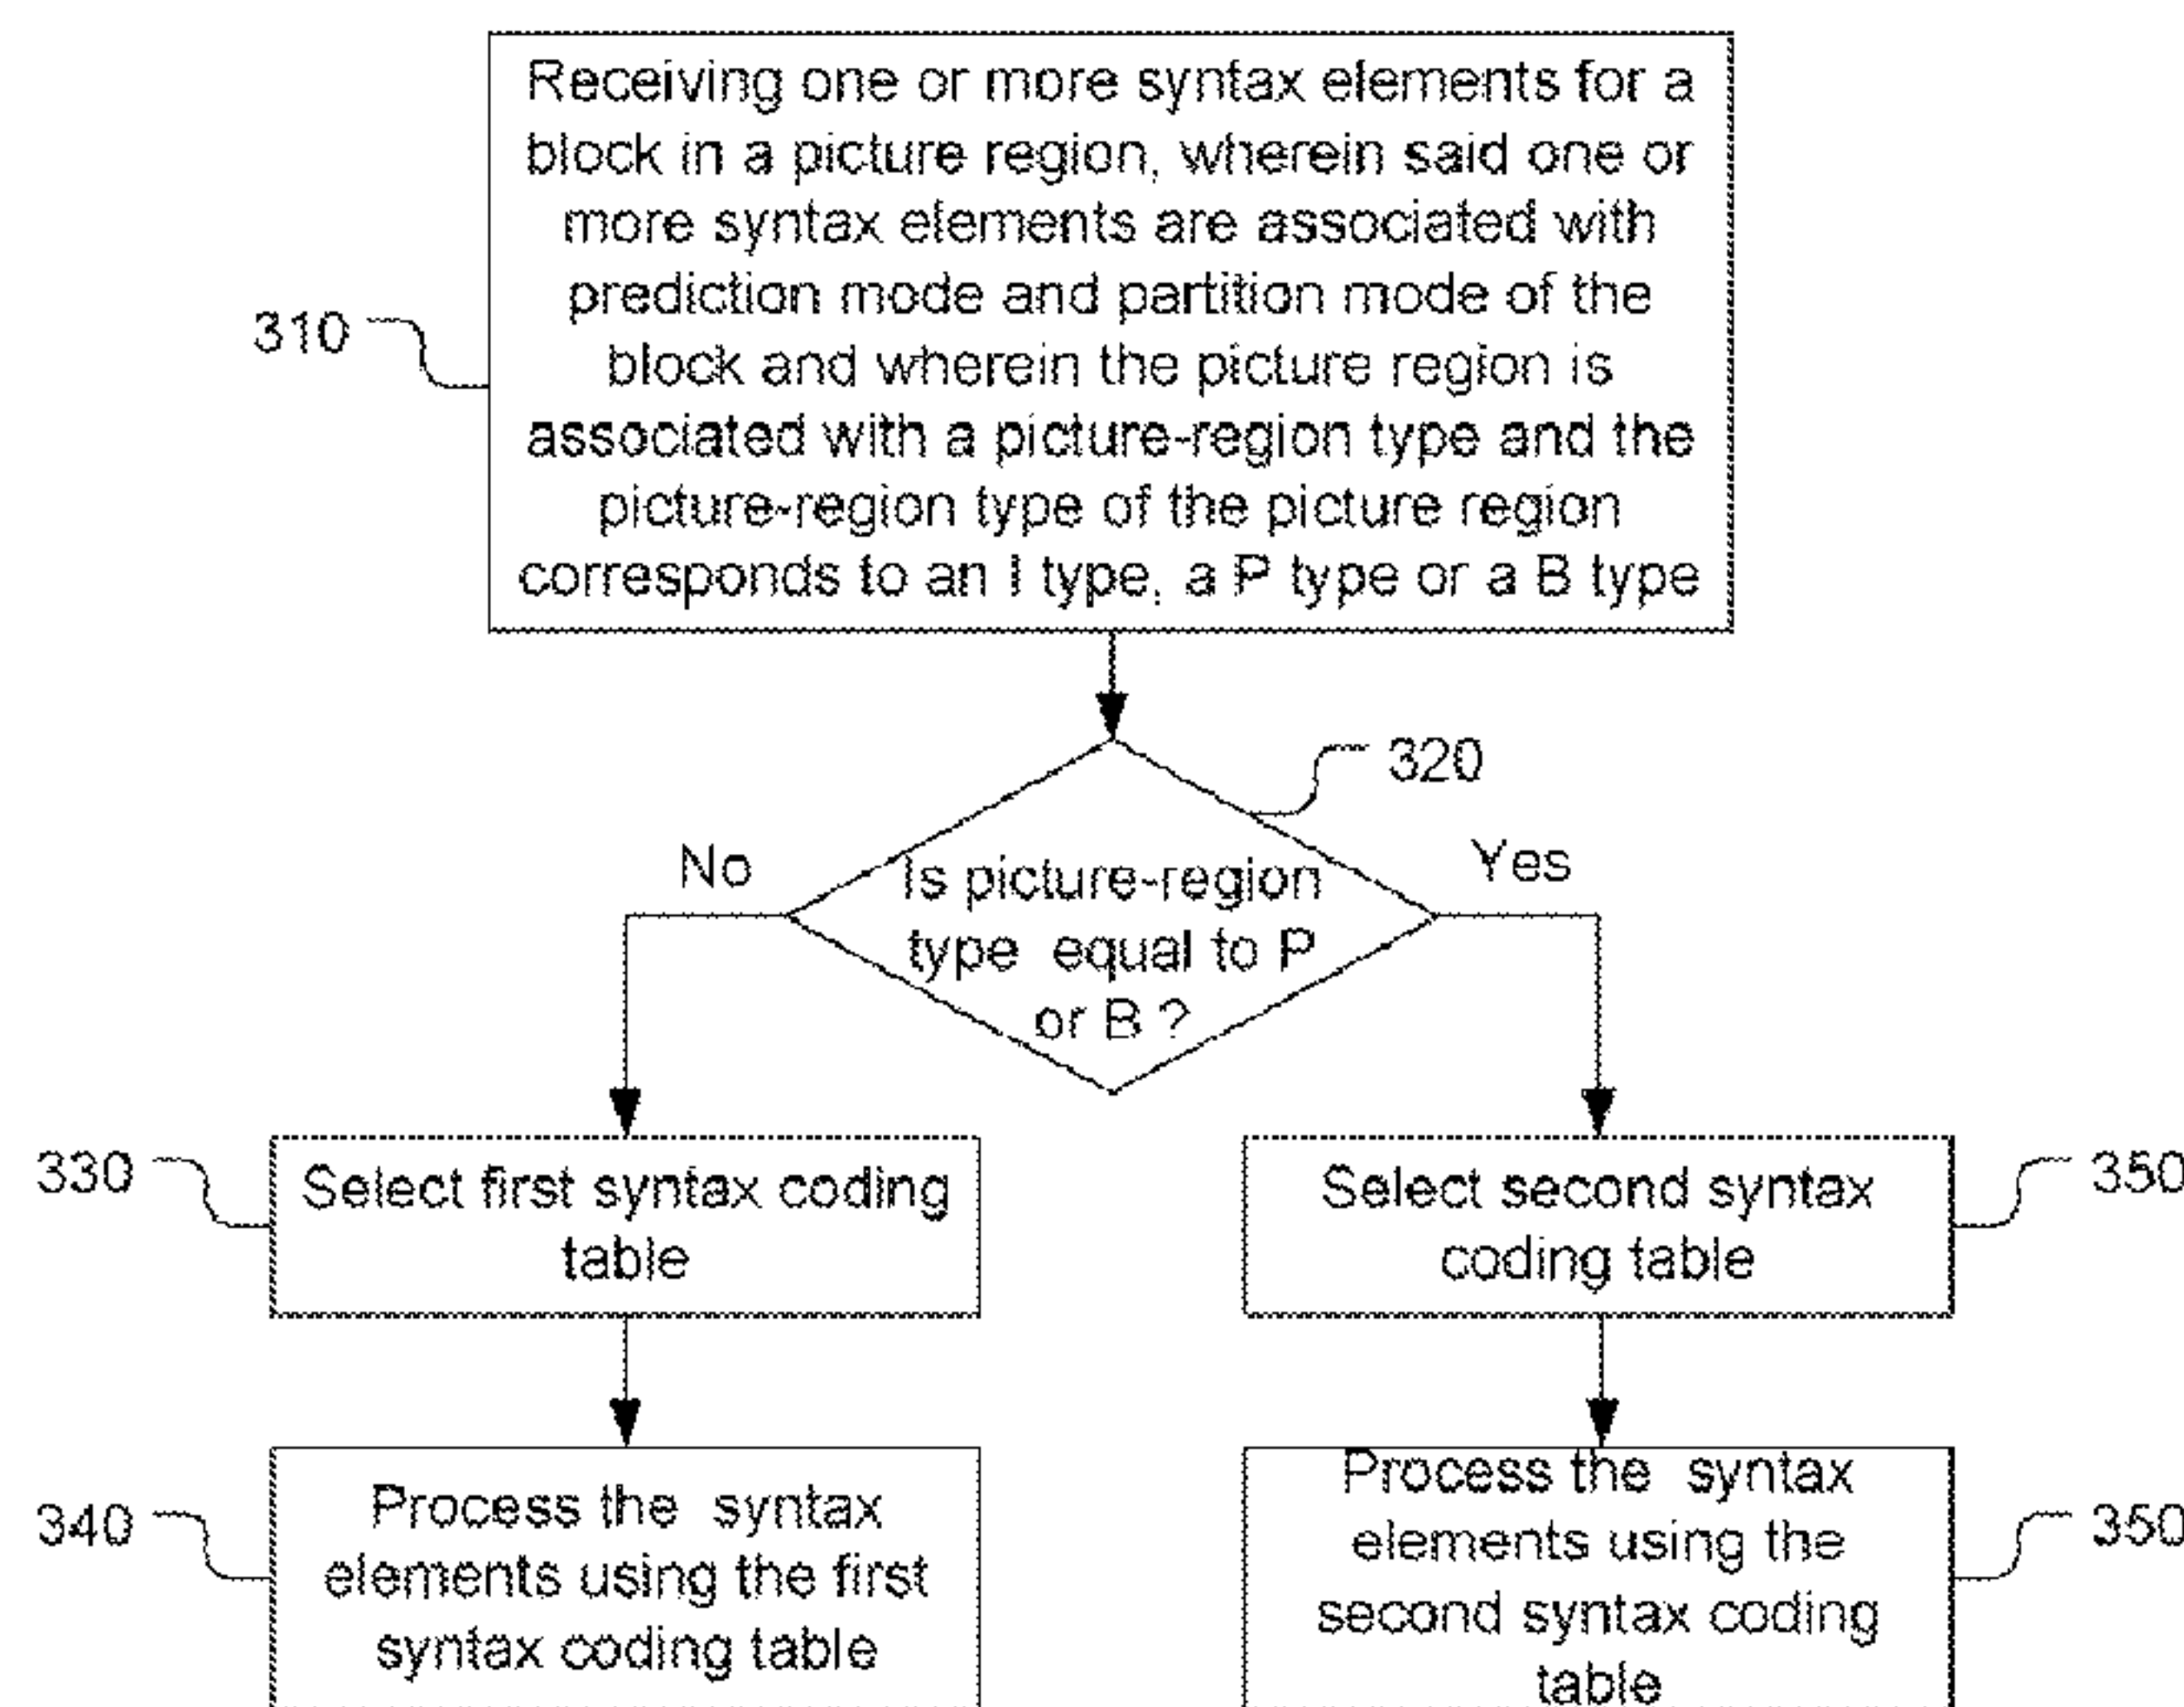 Receiving one or more syntax elements for a
block in a picture region, wherein said one or
more syntax elements are associated with
prediction mode and partition mode of the
block and wherein the picture region is
associated with a picture-region type and the
picture-region type of the picture region
corresponds to an I type, a P type or a B type
310
320
No
Yes
Is picture-region
type equal to P
or B ?
330
Select first syntax coding
table
Select second syntax
coding table
350
340
Process the syntax
elements using the first
syntax coding table
Process the syntax
elements using the
second syntax coding
table
350